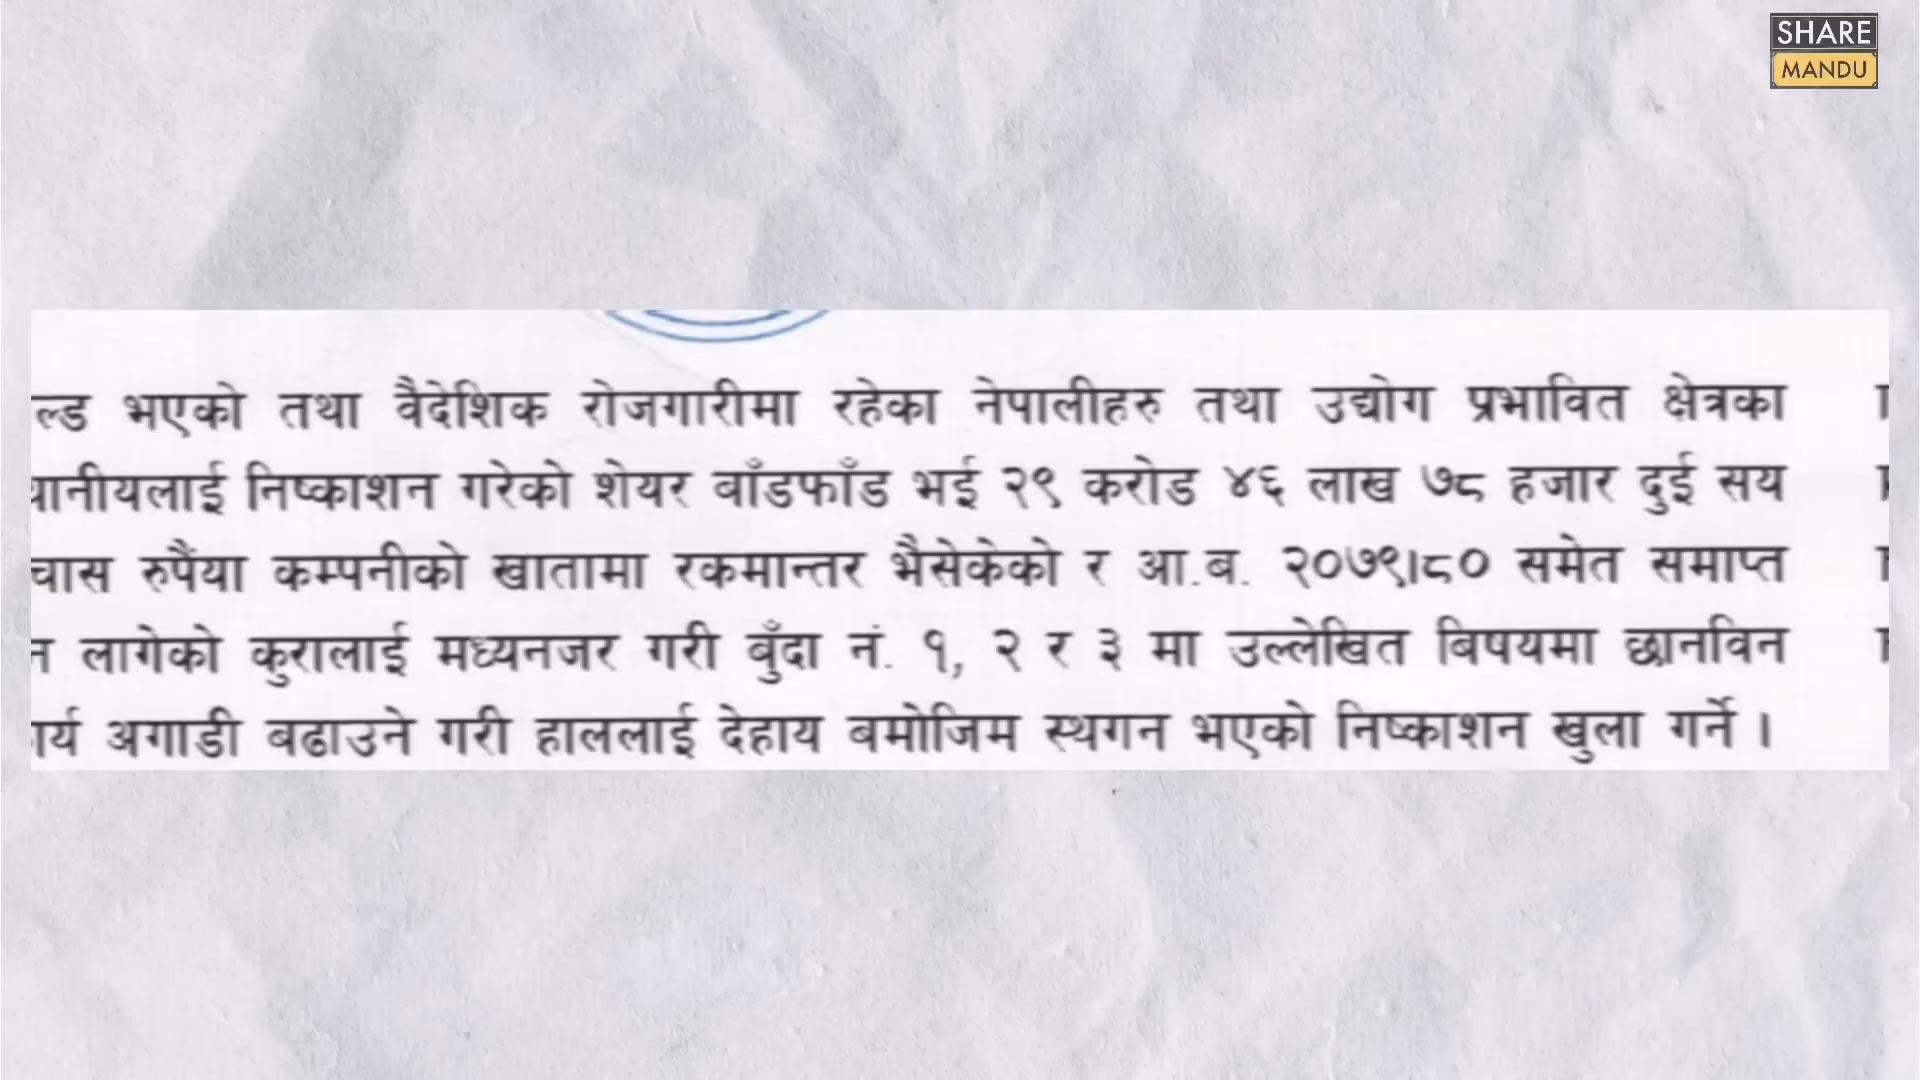 SHARE
MANDU
ल्ड भएको तथा वैदेशिक रोजगारीमा रहेका नेपालीहरु तथा उद्योग प्रभावित क्षेत्रका
थानीयलाई निष्काशन गरेको शेयर बाँडफाँड भई २९ करोड ४६ लाख ७८ हजार दुई सय
चास रुपैंया कम्पनीको खातामा रकमान्तर भैसेकेको र आ.ब. २०७९।८० समेत समाप्त
न लागेको कुरालाई मध्यनजर गरी बुँदा नं. १, २ र ३ मा उल्लेखित बिषयमा छानविन
ार्य अगाडी बढाउने गरी हाललाई देहाय बमोजिम स्थगन भएको निष्काशन खुला गर्ने ।